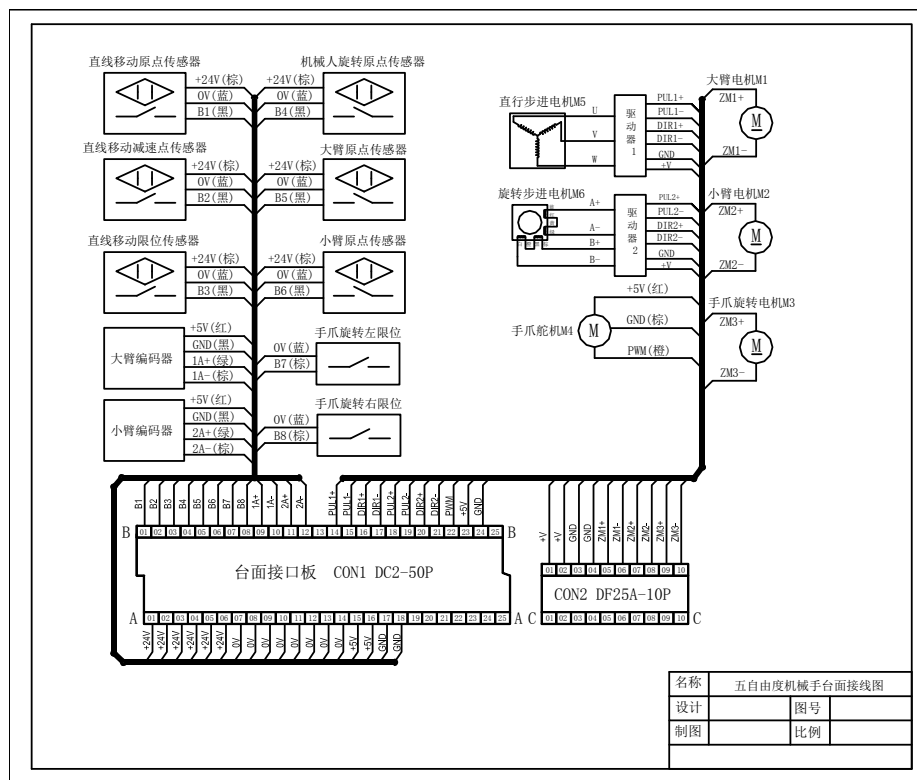 直线移动原点传感器
+24V(棕)
0V(蓝)
B1(黑)
机械人旋转原点传感器
+24V(棕)
0V(蓝)
B4(黑)
直线移动减速点传感器
+24V(棕)
0V(蓝)
B2(黑)
大臂原点传感器
+24V(棕)
0V(蓝)
B5(黑)
直线移动限位传感器
+24V(棕)
0V(蓝)
B3(黑)
小臂原点传感器
+24V(棕)
0V(蓝)
B6(黑)
大臂编码器
+5V(红)
GND(黑)
1A+(绿)
1A-(棕)
手爪旋转左限位
0V(蓝)
B7(棕)
小臂编码器
+5V(红)
GND(黑)
2A+(绿)
2A-(棕)
手爪旋转右限位
0V(蓝)
B8(棕)
直行步进电机M5
U
V
W
驱动器1
PUL1+
PUL1-
DIR1+
DIR1-
GND
+V
大臂电机M1
ZM1+
M
ZM1-
旋转步进电机M6
A+
A-
B+
B-
驱动器2
PUL2+
PUL2-
DIR2+
DIR2-
GND
+V
小臂电机M2
ZM2+
M
ZM2-
手爪舵机M4
M
+5V(红)
GND(棕)
PWM(橙)
手爪旋转电机M3
ZM3+
M
ZM3-
B1 B2 B3 B4 B5 B6 B7 B8 1A+ 1A- 2A+ 2A- PUL1+ PUL1- DIR1+ DIR1- PUL2+ PUL2- DIR2+ DIR2- PWM +5V GND
B 01 02 03 04 05 06 07 08 09 10 11 12 13 14 15 16 17 18 19 20 21 22 23 24 25 B
台面接口板 CON1 DC2-50P
A 01 02 03 04 05 06 07 08 09 10 11 12 13 14 15 16 17 18 19 20 21 22 23 24 25 A
+24V +24V +24V +24V +24V +24V 0V 0V 0V 0V 0V 0V 0V 0V +5V +5V GND GND
+V +V GND GND ZM1+ ZM1- ZM2+ ZM2- ZM3+ ZM3-
01 02 03 04 05 06 07 08 09 10
CON2 DF25A-10P
C 01 02 03 04 05 06 07 08 09 10 C
名称 五自由度机械手台面接线图
设计 图号
制图 比例